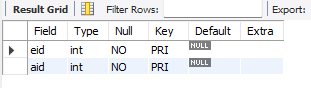 Result Grid Filter Rows: Export:
Field Type Null Key Default Extra
eid int NO PRI NULL
aid int NO PRI NULL